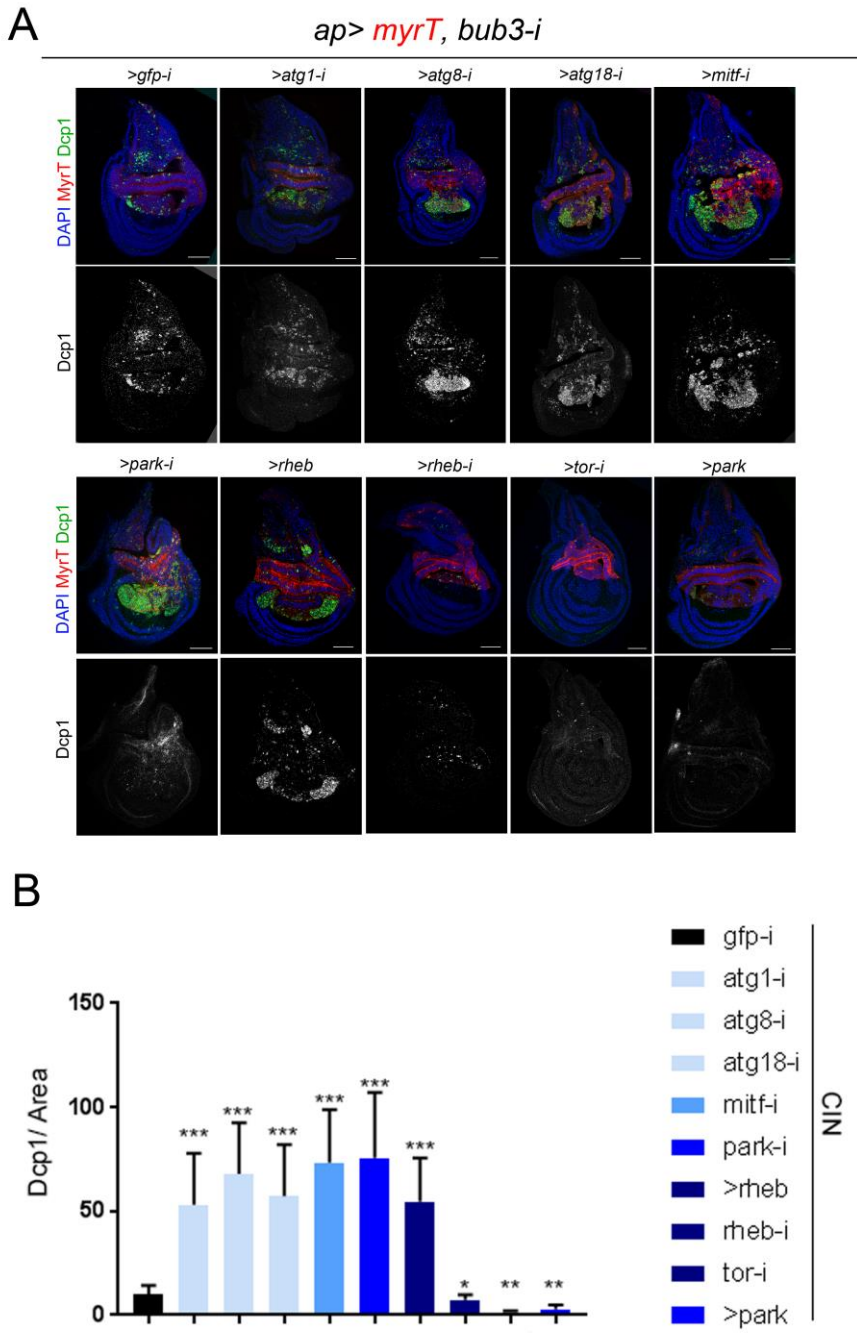 A
ap> myrT, bub3-i
>gfp-i >atg1-i >atg8-i >atg18-i >mitf-i
DAPI MyrT Dcp1
Dcp1
>park-i >rheb >rheb-i >tor-i >park
DAPI MyrT Dcp1
Dcp1
B
Dcp1/ Area
150
100
50
0
***
***
***
***
***
***
*
**
**
gfp-i
atg1-i
atg8-i
atg18-i
mitf-i
park-i
>rheb
rheb-i
tor-i
>park
CIN